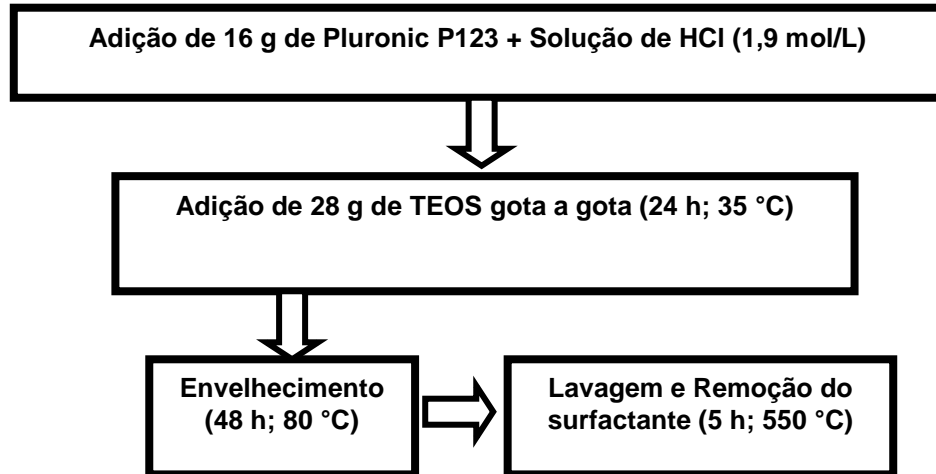 Adição de 16 g de Pluronic P123 + Solução de HCl (1,9 mol/L)
Adição de 28 g de TEOS gota a gota (24 h; 35 °C)
Envelhecimento
(48 h; 80 °C)
Lavagem e Remoção do
surfactante (5 h; 550 °C)